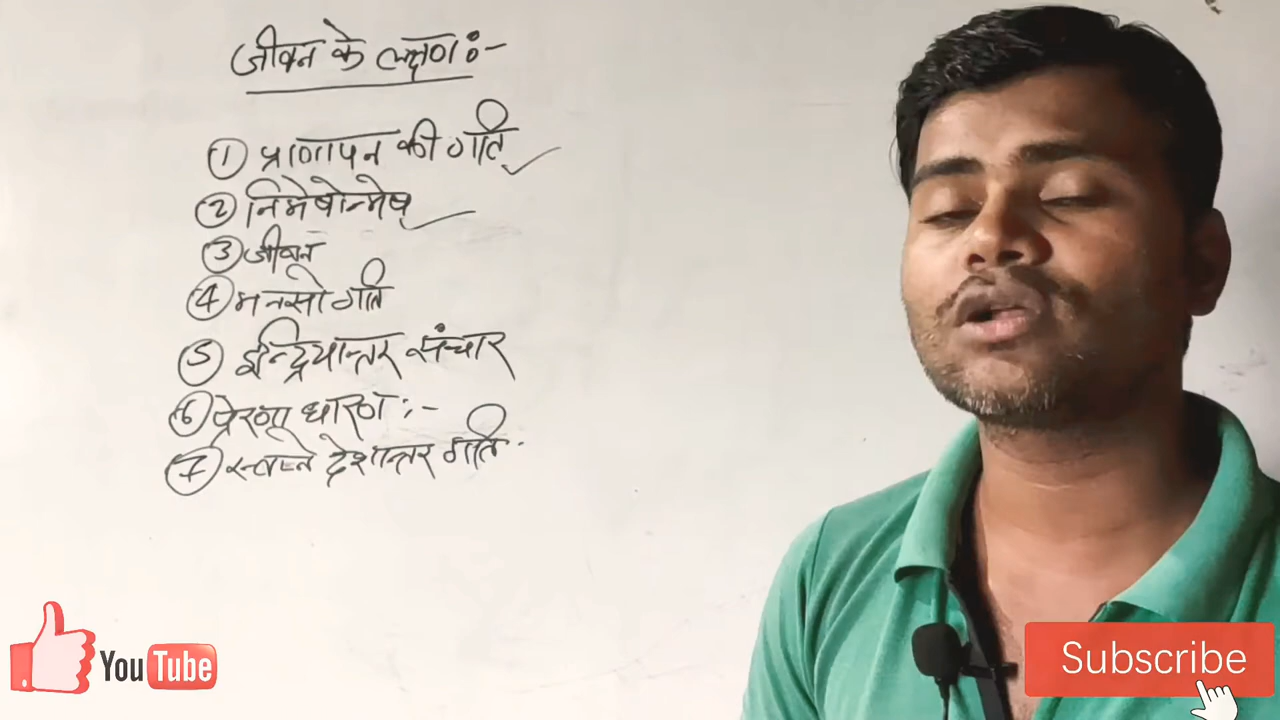 जीवन के लक्षण :-
① प्राणापन की गति
② निमेषोन्मेष
③ जीवन
④ मनसो गति
⑤ इन्द्रियान्तर संचार
⑥ प्रेरणा धारण :-
⑦ स्वप्ने देशान्तर गति
YouTube
Subscribe